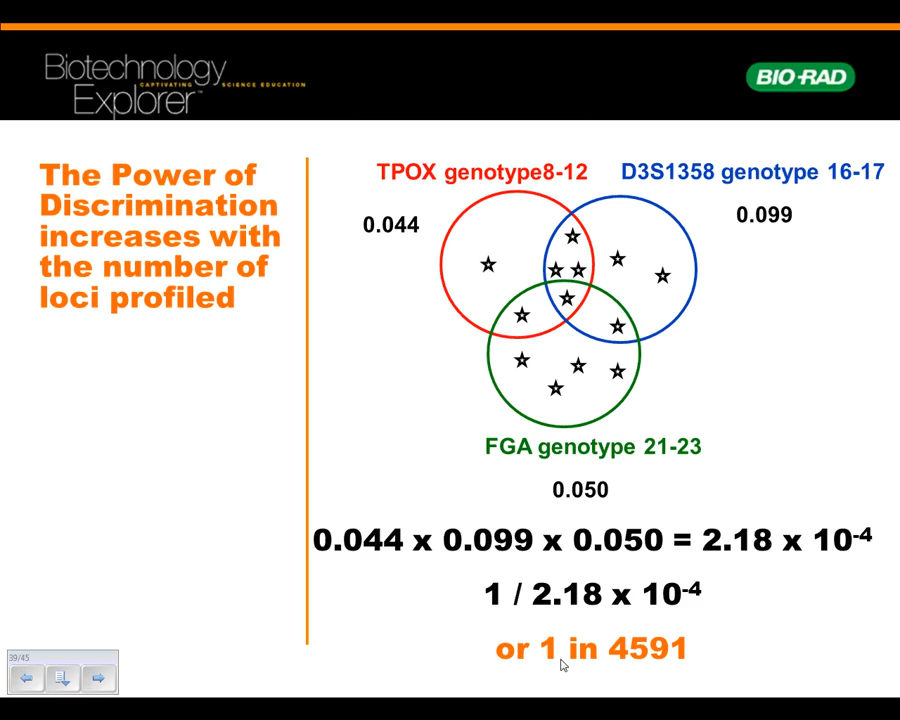 Biotechnology
CAPTIVATING SCIENCE EDUCATION
Explorer™
BIO-RAD
The Power of
Discrimination
increases with
the number of
loci profiled
TPOX genotype8-12
D3S1358 genotype 16-17
0.044
0.099
FGA genotype 21-23
0.050
0.044 x 0.099 x 0.050 = 2.18 x 10⁻⁴
1 / 2.18 x 10⁻⁴
or 1 in 4591
39/45